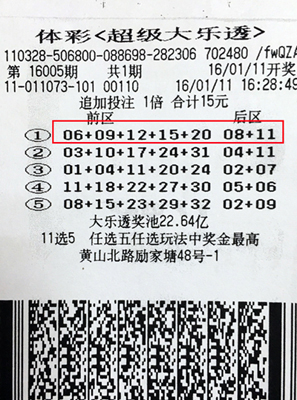 体彩<超级大乐透>
110328-506800-088698-282306 702480 /fwQZA
第 16005期 共1期 16/01/11开奖
11-011073-101 00110 16/01/11 16:28:49
追加投注 1倍 合计15元
前区 后区
① 06+09+12+15+20 08+11
② 03+10+17+24+31 04+11
③ 01+04+11+20+24 02+07
④ 11+18+22+27+30 05+06
⑤ 08+15+23+29+32 02+09
大乐透奖池22.64亿
11选5 任选五任选玩法中奖金最高
黄山北路励家塘48号-1